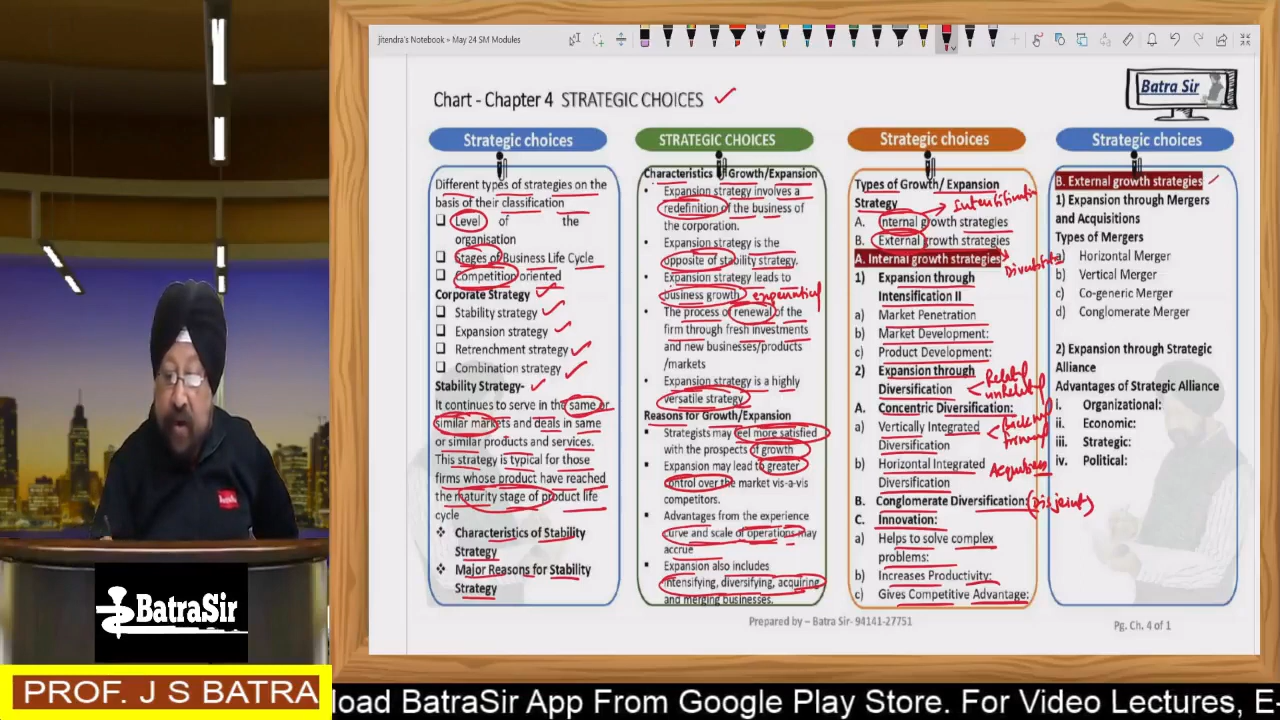 jitendra's Notebook » May 24 SM Modules
Chart - Chapter 4 STRATEGIC CHOICES
Batra Sir
Strategic choices
Different types of strategies on the
basis of their classification
Level of the
organisation
Stages of Business Life Cycle
Competition oriented
Corporate Strategy
Stability strategy
Expansion strategy
Retrenchment strategy
Combination strategy
Stability Strategy-
It continues to serve in the same or
similar markets and deals in same
or similar products and services.
This strategy is typical for those
firms whose product have reached
the maturity stage of product life
cycle
Characteristics of Stability
Strategy
Major Reasons for Stability
Strategy
STRATEGIC CHOICES
Characteristics of Growth/Expansion
Expansion strategy involves a
redefinition of the business of
the corporation.
• Expansion strategy is the
opposite of stability strategy.
• Expansion strategy leads to
business growth
• The process of renewal of the
firm through fresh investments
and new businesses/products
/markets
• Expansion strategy is a highly
versatile strategy
Reasons for Growth/Expansion
Strategists may feel more satisfied
with the prospects of growth
Expansion may lead to greater
control over the market vis-a-vis
competitors.
Advantages from the experience
curve and scale of operations may
accrue
Expansion also includes
intensifying, diversifying, acquiring
and merging businesses.
Strategic choices
Types of Growth/ Expansion
Strategy
A. Internal growth strategies
B. External growth strategies
A. Internal growth strategies
1) Expansion through
Intensification II
a) Market Penetration
b) Market Development:
c) Product Development:
2) Expansion through
Diversification
Related
unrelated
A. Concentric Diversification:
a) Vertically Integrated
Diversification
Backward
forward
b) Horizontal Integrated
Diversification
B. Conglomerate Diversification: (Disjoint)
C. Innovation:
a) Helps to solve complex
problems:
b) Increases Productivity:
c) Gives Competitive Advantage:
Strategic choices
B. External growth strategies
1) Expansion through Mergers
and Acquisitions
Types of Mergers
a) Horizontal Merger
b) Vertical Merger
c) Co-generic Merger
d) Conglomerate Merger
2) Expansion through Strategic
Alliance
Advantages of Strategic Alliance
i. Organizational:
ii. Economic:
iii. Strategic:
iv. Political:
Prepared by – Batra Sir- 94141-27751
Pg. Ch. 4 of 1
BatraSir
PROF. J S BATRA
load BatraSir App From Google Play Store. For Video Lectures, E-